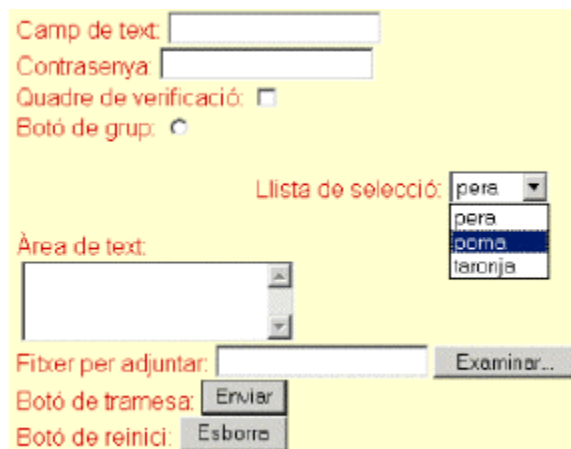 Camp de text:
Contrasenya:
Quadre de verificació:
Botó de grup:
Llista de selecció: pera
pera
poma
taronja
Àrea de text:
Fitxer per adjuntar: Examinar...
Botó de tramesa: Enviar
Botó de reinici: Esborra